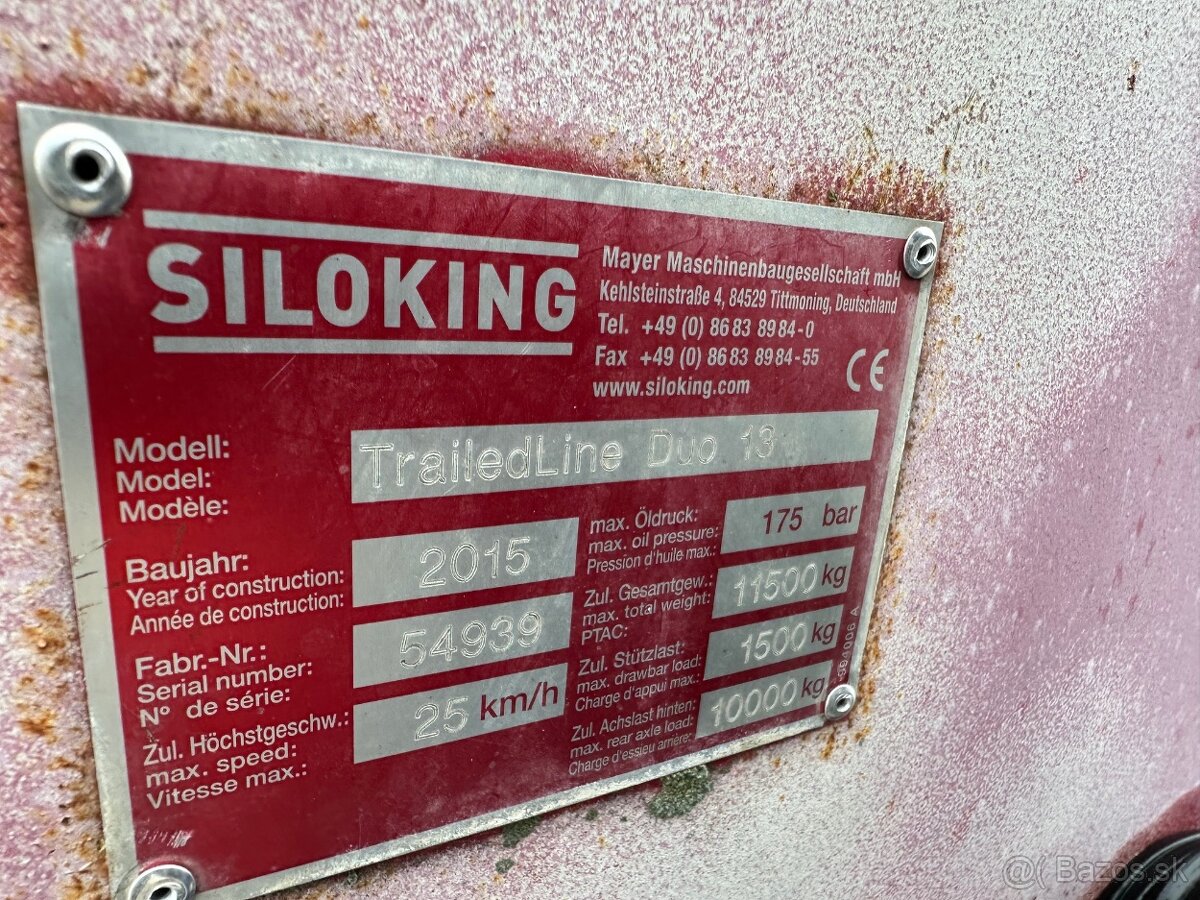 SILOKING
Mayer Maschinenbaugesellschaft mbH
Kehlsteinstraße 4, 84529 Tittmoning, Deutschland
Tel. +49 (0) 86 83 89 84-0
Fax +49 (0) 86 83 89 84-55
www.siloking.com
CE
Modell:
Model:
Modèle:
TrailedLine Duo 13
Baujahr:
Year of construction:
Année de construction:
2015
Fabr.-Nr.:
Serial number:
N° de série:
54939
Zul. Höchstgeschw.:
max. speed:
Vitesse max.:
25 km/h
max. Öldruck:
max. oil pressure:
Pression d'huile max.:
175 bar
Zul. Gesamtgew.:
max. total weight:
PTAC:
11500 kg
Zul. Stützlast:
max. drawbar load:
Charge d'appui max.:
1500 kg
Zul. Achslast hinten:
max. rear axle load:
Charge d'essieu arrière:
10000 kg
Bazos.sk